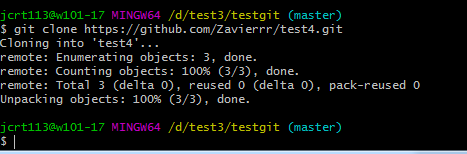 jcrt113@w101-17 MINGW64 /d/test3/testgit (master)
$ git clone https://github.com/Zavierrr/test4.git
Cloning into 'test4'...
remote: Enumerating objects: 3, done.
remote: Counting objects: 100% (3/3), done.
remote: Total 3 (delta 0), reused 0 (delta 0), pack-reused 0
Unpacking objects: 100% (3/3), done.
jcrt113@w101-17 MINGW64 /d/test3/testgit (master)
$